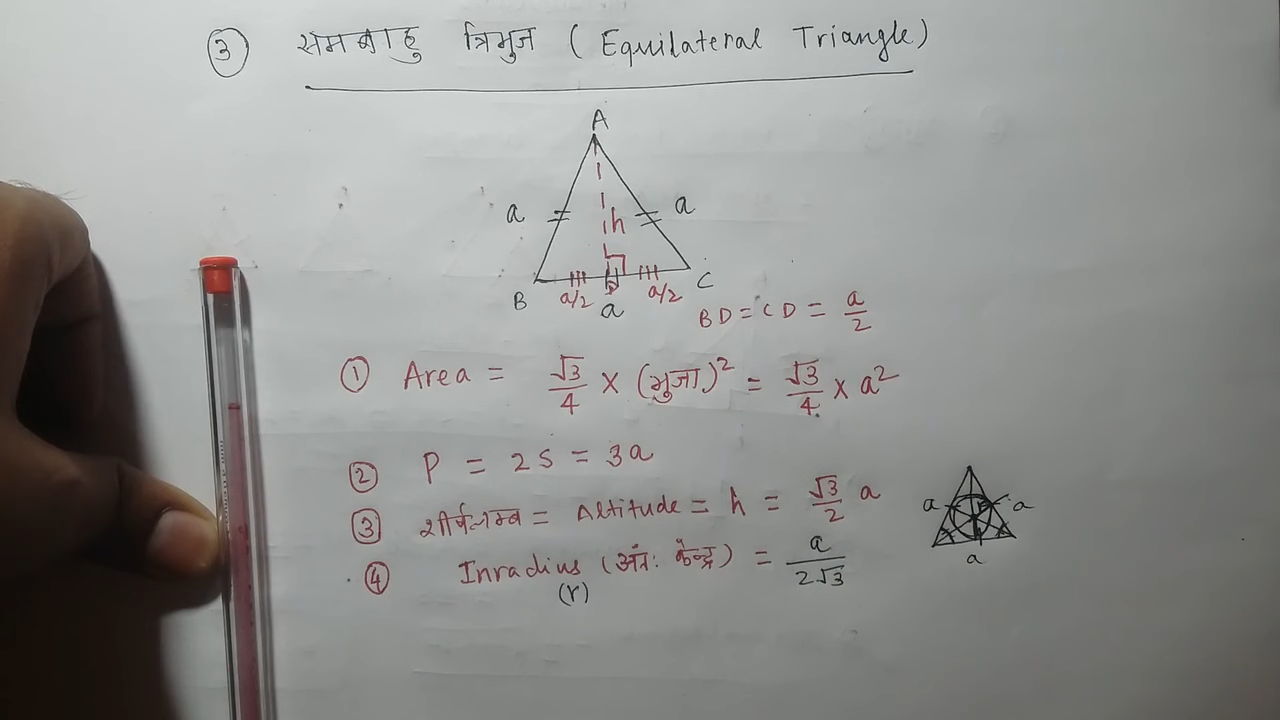 ③ समबाहु त्रिभुज (Equilateral Triangle)
A
a h a
B a/2 D a/2 C
a
BD = CD = a/2
① Area = √3/4 × (भुजा)² = √3/4 × a²
② P = 2S = 3a
③ शीर्षलम्ब = Altitude = h = √3/2 a
④ Inradius (अंतः केन्द्र) = a/2√3
(r)
a a
a